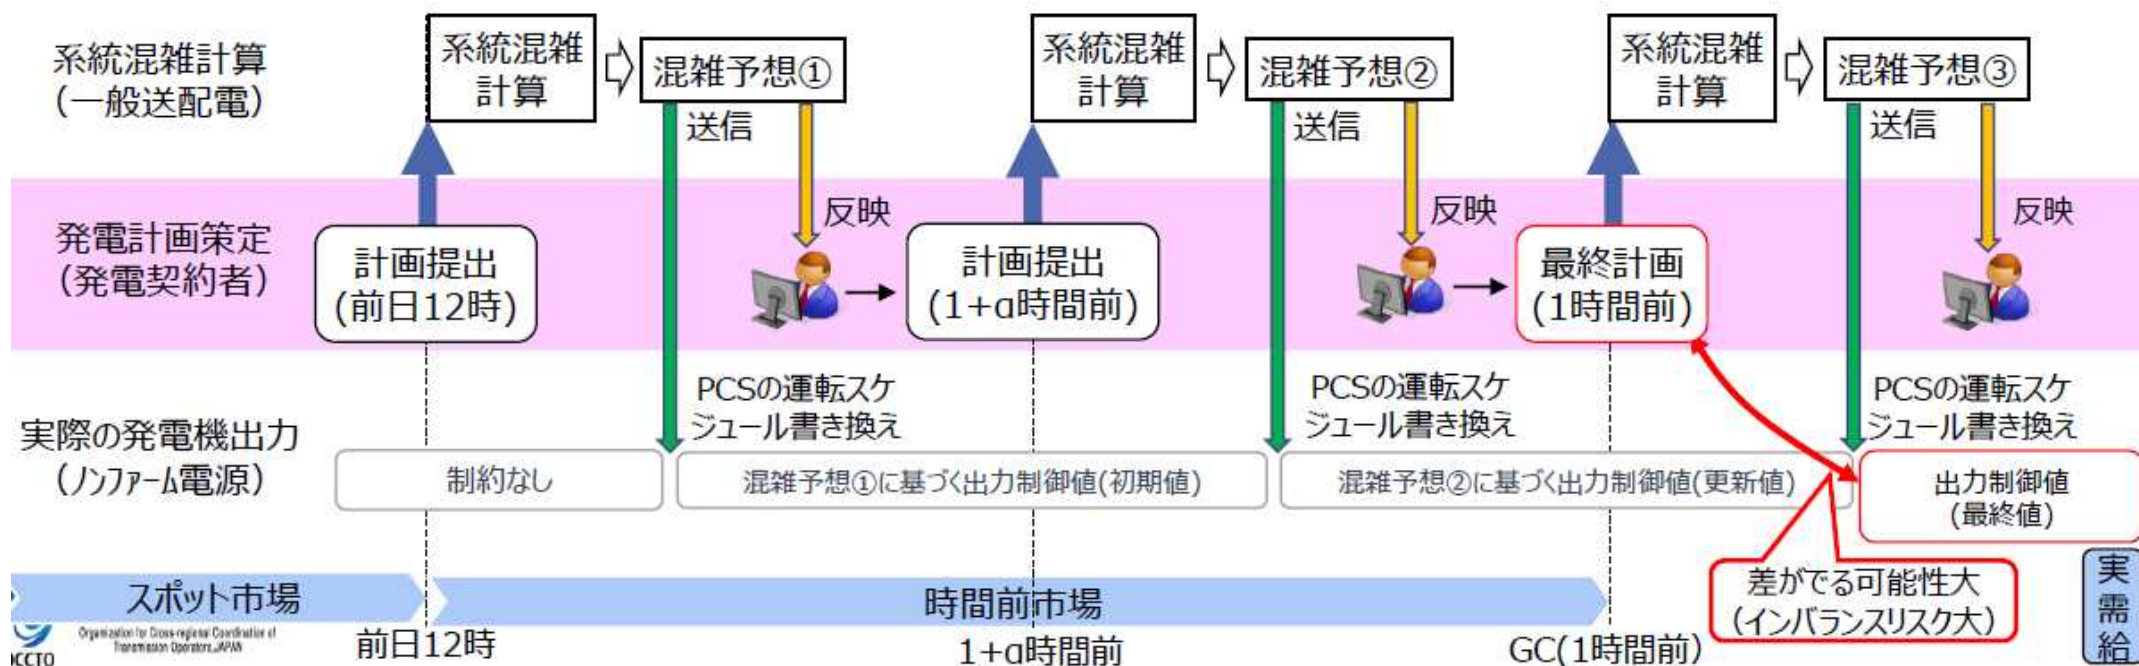 系統混雑計算
(一般送配電)
系統混雑
計算
混雑予想①
送信
系統混雑
計算
混雑予想②
送信
系統混雑
計算
混雑予想③
送信
発電計画策定
(発電契約者)
計画提出
(前日12時)
反映
計画提出
(1+α時間前)
反映
最終計画
(1時間前)
反映
実際の発電機出力
(ノンファーム電源)
PCSの運転スケ
ジュール書き換え
PCSの運転スケ
ジュール書き換え
PCSの運転スケ
ジュール書き換え
制約なし
混雑予想①に基づく出力制御値(初期値)
混雑予想②に基づく出力制御値(更新値)
出力制御値
(最終値)
差がでる可能性大
(インバランスリスク大)
スポット市場
時間前市場
実
需
給
Organization for Cross-regional Coordination of
Transmission Operators, JAPAN
OCCTO
前日12時
1+α時間前
GC(1時間前)